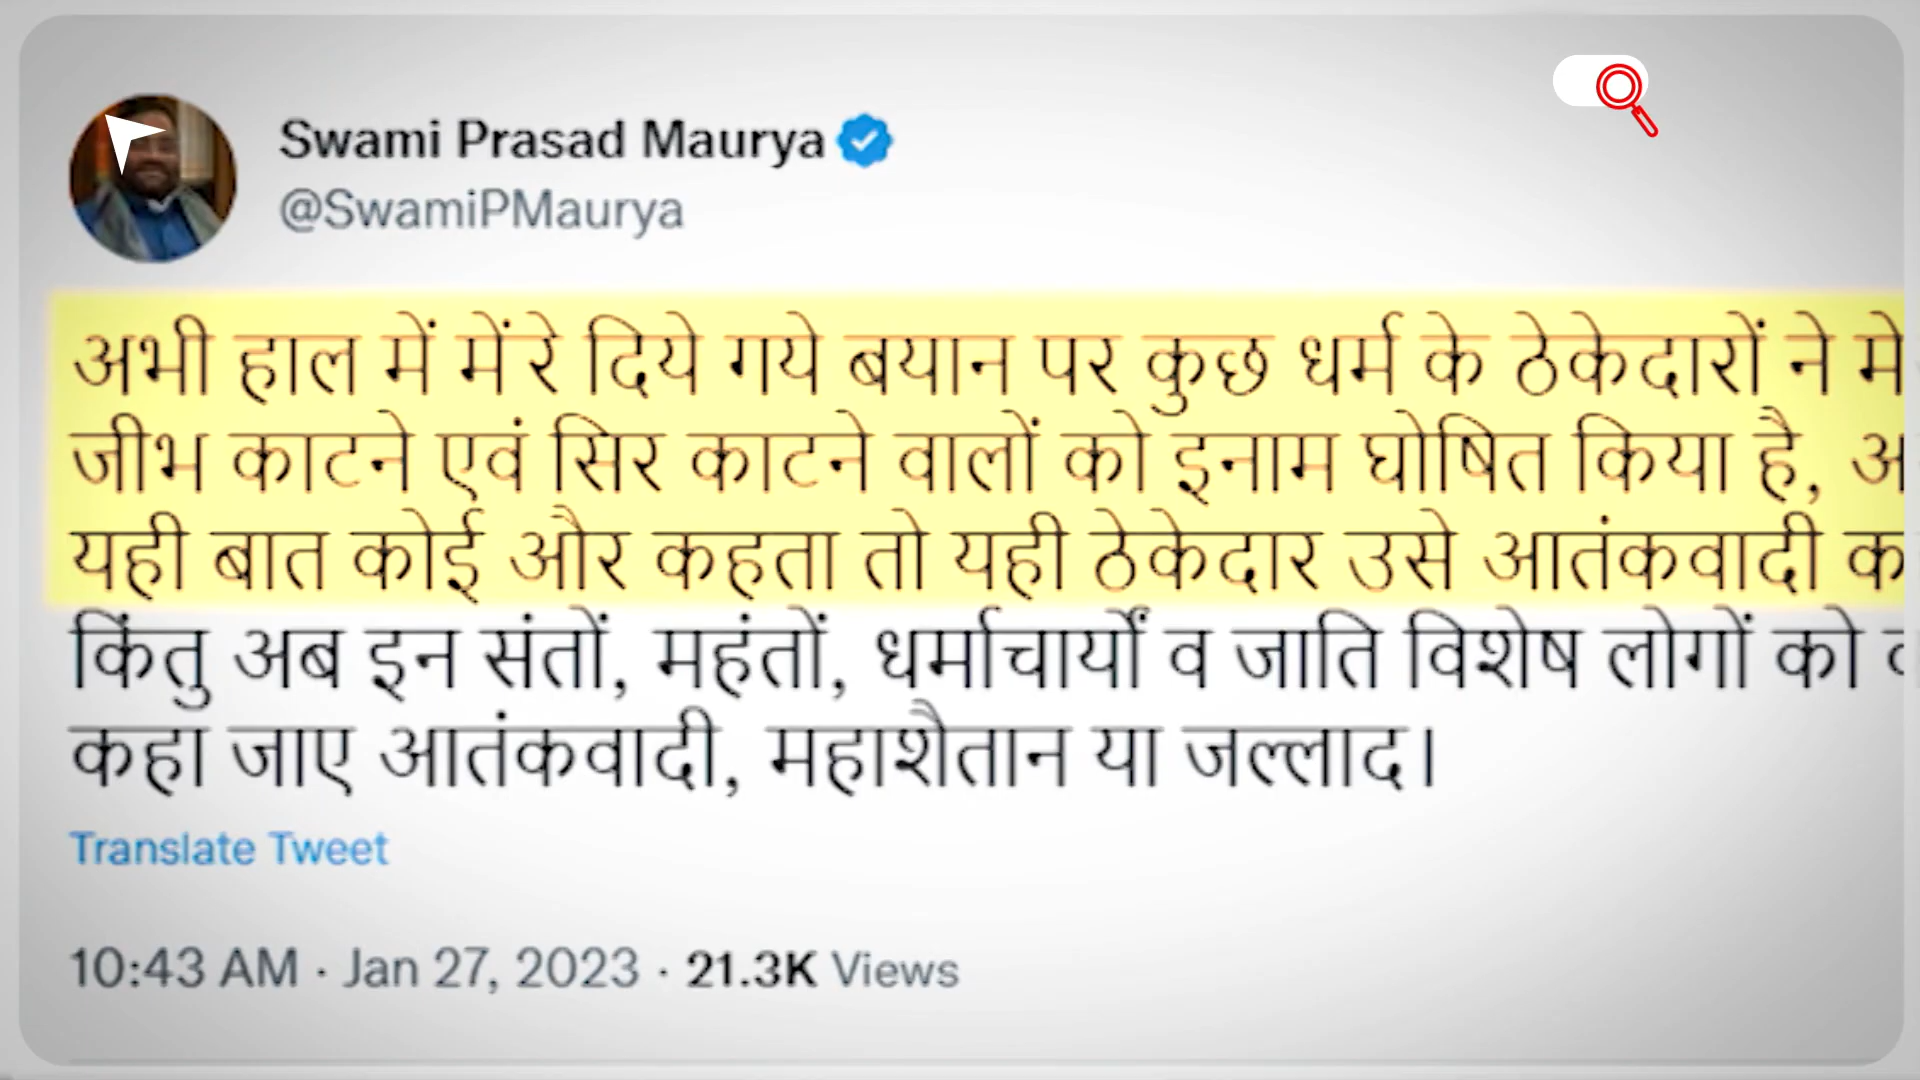 Swami Prasad Maurya
@SwamiPMaurya
अभी हाल में में रे दिये गये बयान पर कुछ धर्म के ठेकेदारों ने
जीभ काटने एवं सिर काटने वालों को इनाम घोषित किया है,
यही बात कोई और कहता तो यही ठेकेदार उसे आतंकवादी
किंतु अब इन संतों, महंतों, धर्माचार्यों व जाति विशेष लोगों को
कहा जाए आतंकवादी, महाशैतान या जल्लाद।
Translate Tweet
10:43 AM · Jan 27, 2023 · 21.3K Views